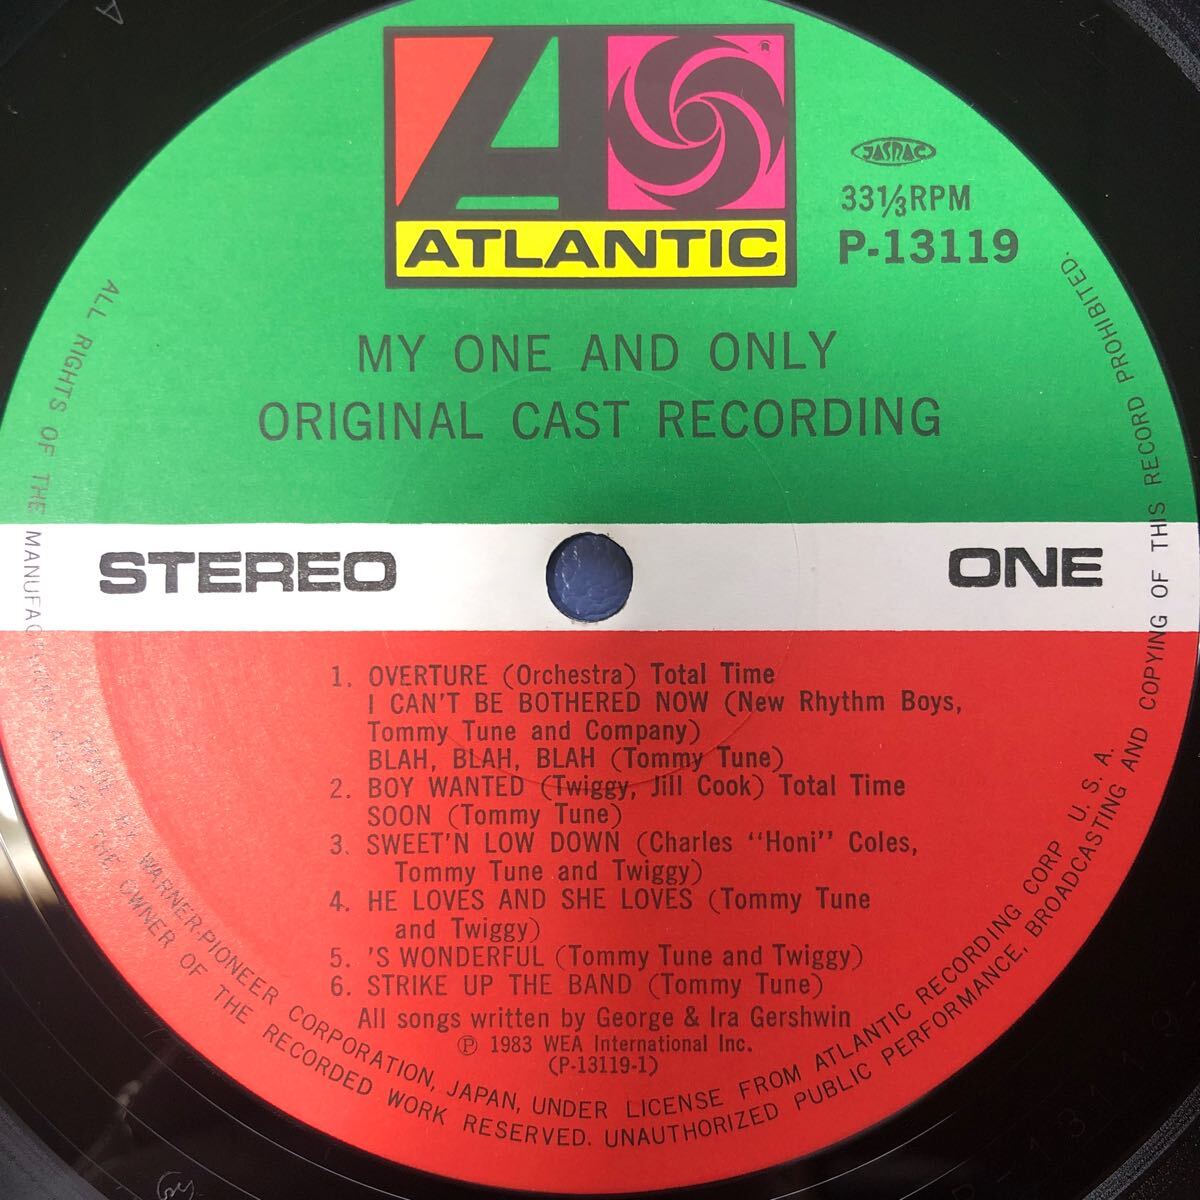 JASRAC
33⅓RPM
P-13119
ATLANTIC
MY ONE AND ONLY
ORIGINAL CAST RECORDING
STEREO
ONE
1. OVERTURE (Orchestra) Total Time
I CAN'T BE BOTHERED NOW (New Rhythm Boys,
Tommy Tune and Company)
BLAH, BLAH, BLAH (Tommy Tune)
2. BOY WANTED (Twiggy, Jill Cook) Total Time
SOON (Tommy Tune)
3. SWEET'N LOW DOWN (Charles "Honi" Coles,
Tommy Tune and Twiggy)
4. HE LOVES AND SHE LOVES (Tommy Tune
and Twiggy)
5. 'S WONDERFUL (Tommy Tune and Twiggy)
6. STRIKE UP THE BAND (Tommy Tune)
All songs written by George & Ira Gershwin
℗ 1983 WEA International Inc.
(P-13119-1)
MADE BY WARNER-PIONEER CORPORATION, JAPAN, UNDER LICENSE FROM ATLANTIC RECORDING CORP U. S. A.
ALL RIGHTS OF THE MANUFACTURER AND OF THE OWNER OF THE RECORDED WORK RESERVED. UNAUTHORIZED PUBLIC PERFORMANCE, BROADCASTING AND COPYING OF THIS RECORD PROHIBITED.